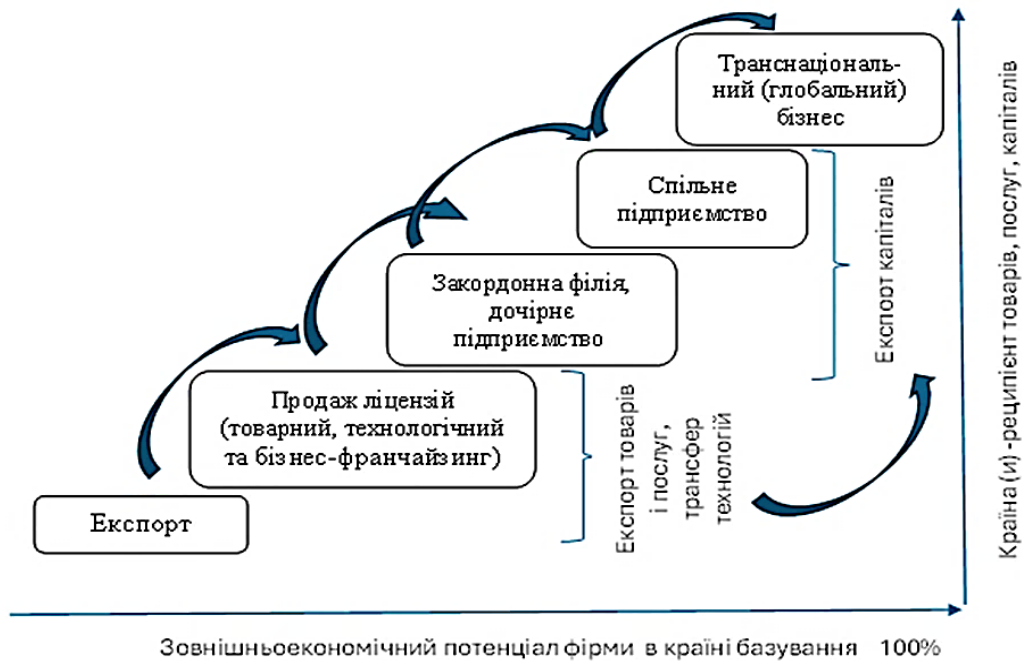 Транснаціональ-
ний (глобальний)
бізнес
Спільне
підприємство
Закордонна філія,
дочірнє
підприємство
Продаж ліцензій
(товарний, технологічний
та бізнес-франчайзинг)
Експорт
Експорт товарів
і послуг,
трансфер
технологій
Експорт капіталів
Країна (и) -реципієнт товарів, послуг, капіталів
Зовнішньоекономічний потенціал фірми в країні базування 100%